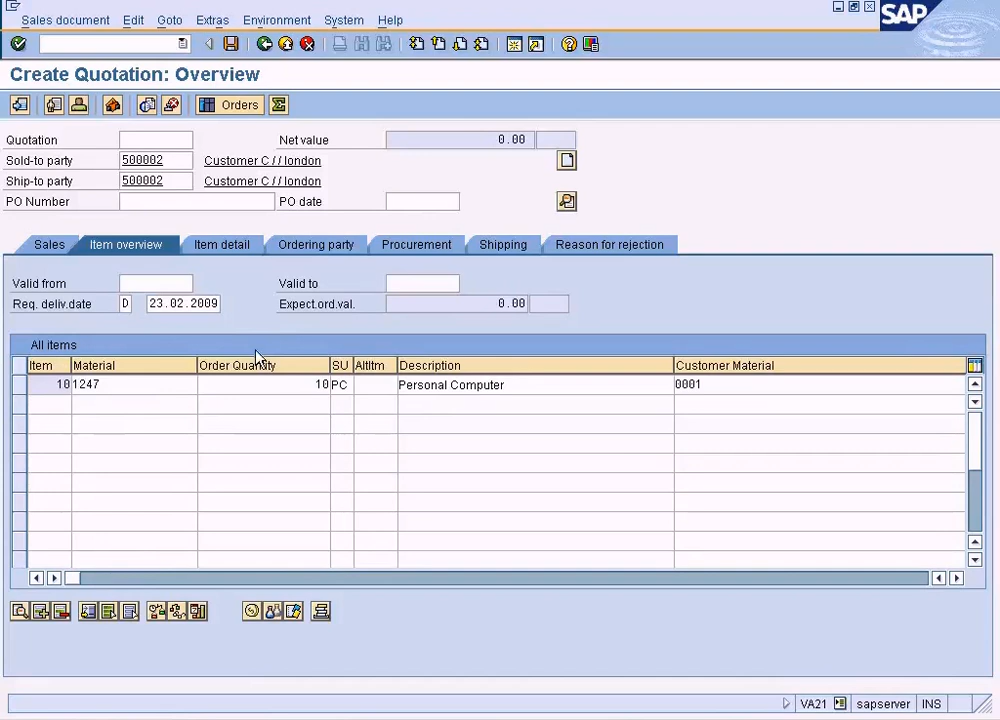 Sales document Edit Goto Extras Environment System Help
SAP
Create Quotation: Overview
Orders
Quotation Net value 0.00
Sold-to party 500002 Customer C // london
Ship-to party 500002 Customer C // london
PO Number PO date
Sales Item overview Item detail Ordering party Procurement Shipping Reason for rejection
Valid from Valid to
Req. deliv.date D 23.02.2009 Expect.ord.val. 0.00
All items
Item Material Order Quantity SU AltItm Description Customer Material
10 1247 10 PC Personal Computer 0001
VA21 sapserver INS